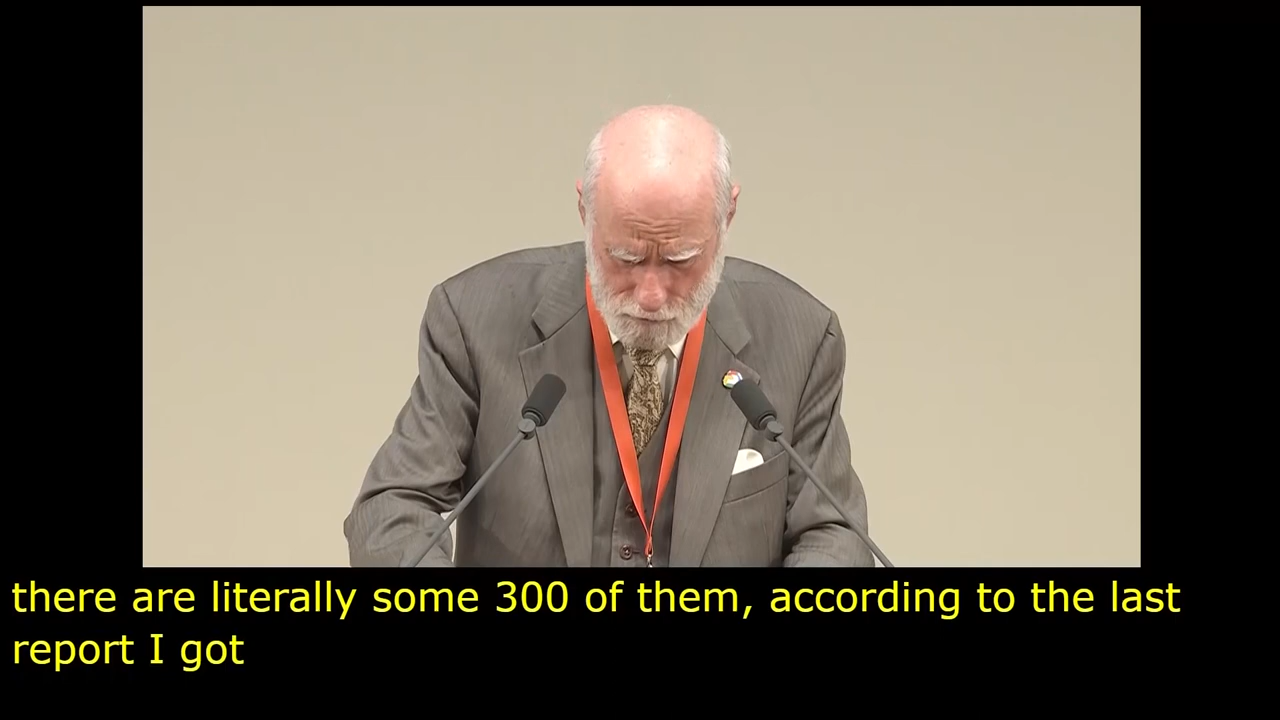 there are literally some 300 of them, according to the last
report I got